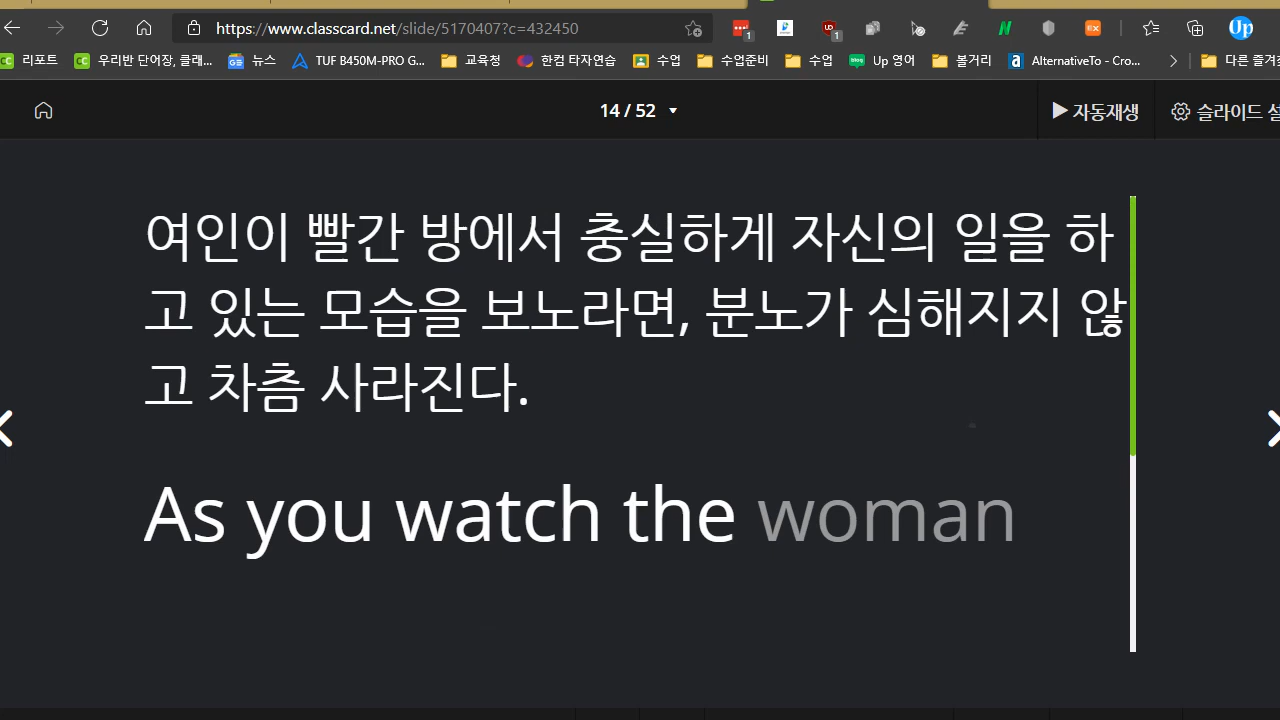 https://www.classcard.net/slide/5170407?c=432450
리포트 우리반 단어장, 클래... 뉴스 TUF B450M-PRO G... 교육청 한컴 타자연습 수업 수업준비 수업 Up 영어 볼거리 AlternativeTo - Cro... 다른 즐겨찾
14 / 52 자동재생 슬라이드 설
여인이 빨간 방에서 충실하게 자신의 일을 하
고 있는 모습을 보노라면, 분노가 심해지지 않
고 차츰 사라진다.
As you watch the woman